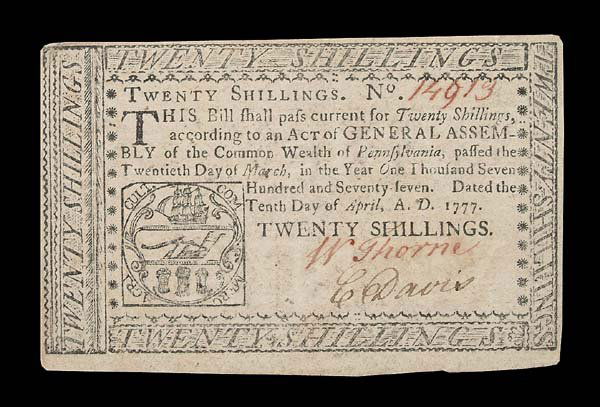 TWENTY SHILLINGS
TWENTY SHILLINGS. No. 14913
THIS Bill ſhall paſs current for Twenty Shillings,
according to an ACT of GENERAL ASSEM-
BLY of the Common Wealth of Pennſylvania, paſſed the
Twentieth Day of March, in the Year One Thouſand Seven
Hundred and Seventy-ſeven. Dated the
Tenth Day of April, A. D. 1777.
TWENTY SHILLINGS.
W Thorne
C Davis
TWENTY SHILLINGS
TWENTY SHILLINGS
TWENTY SHILLINGS